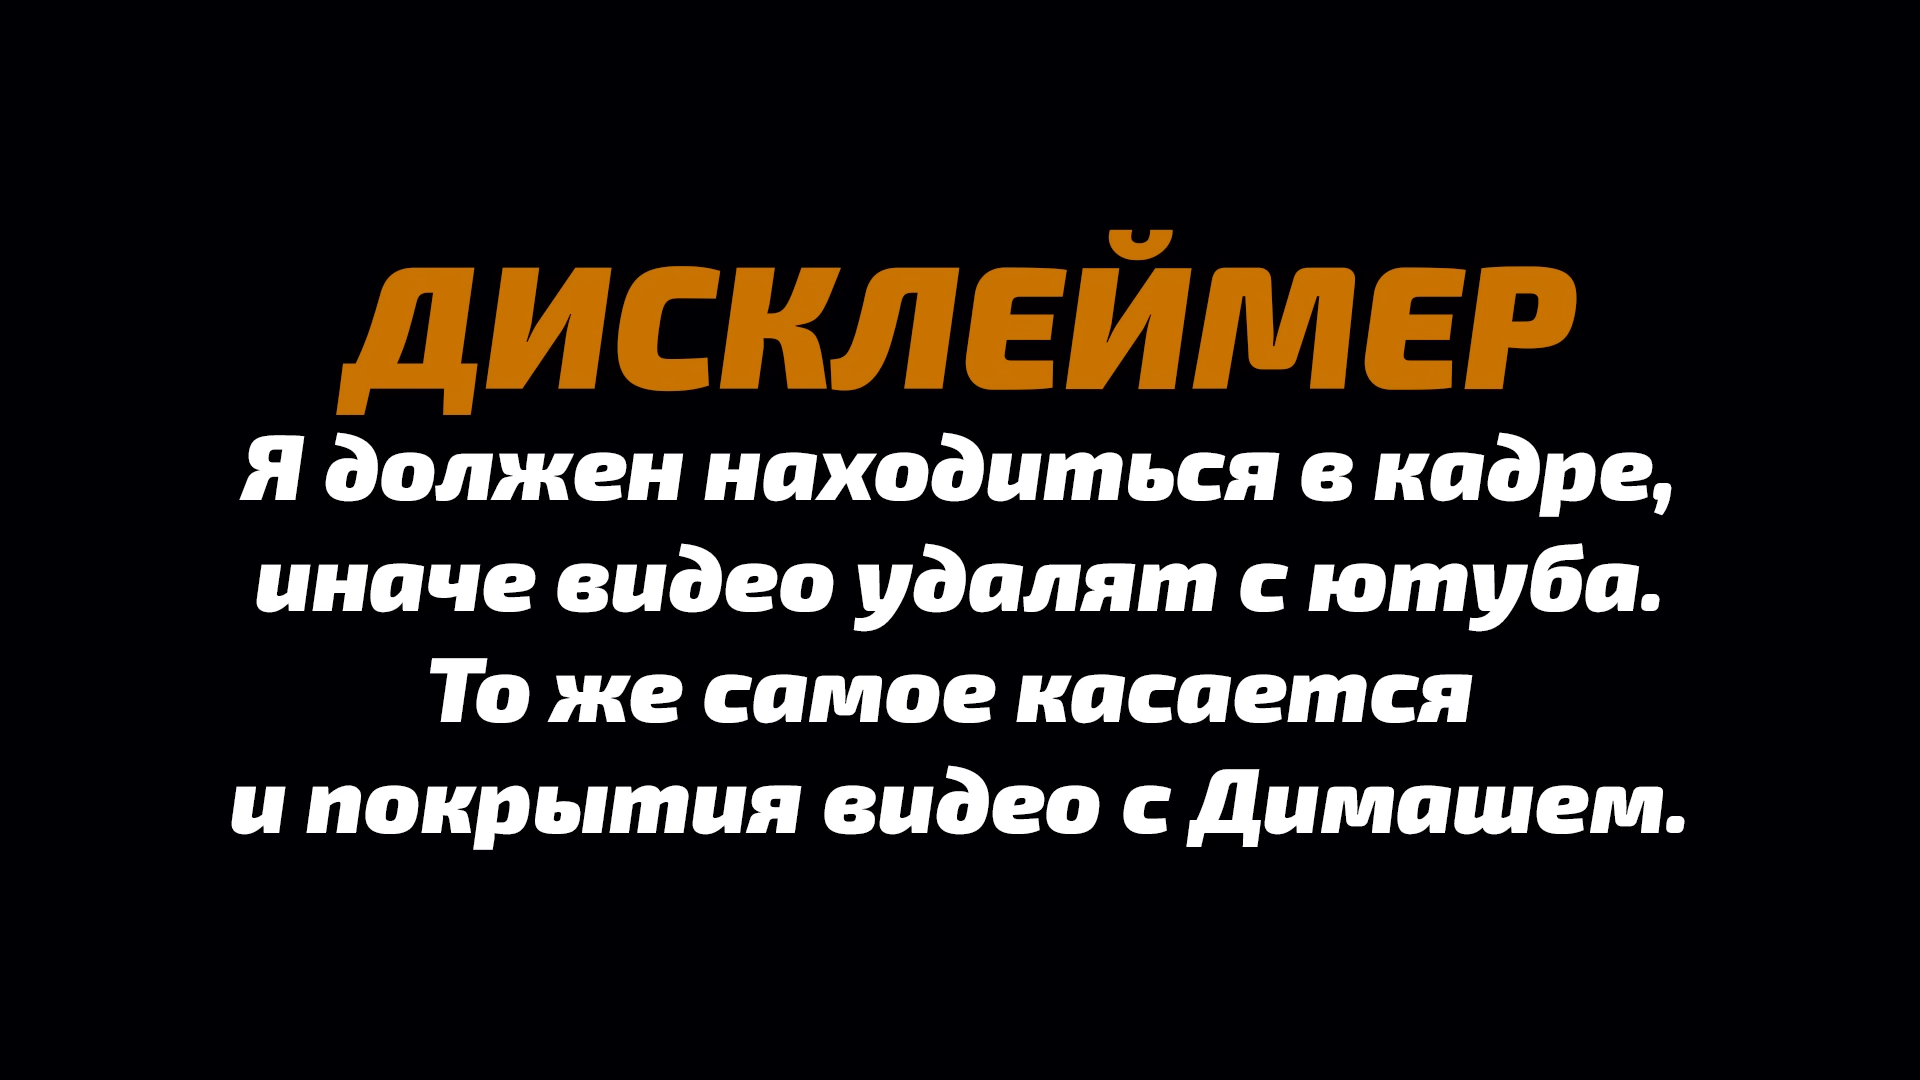 ДИСКЛЕЙМЕР
Я должен находиться в кадре,
иначе видео удалят с ютуба.
То же самое касается
и покрытия видео с Димашем.